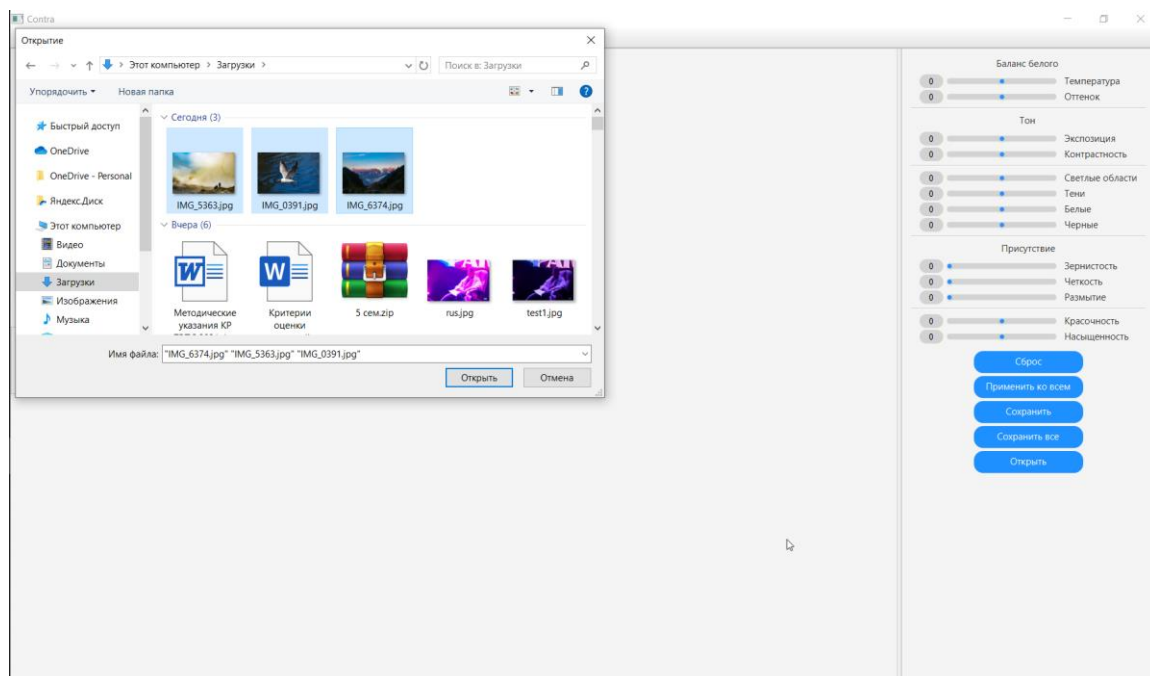 Contra
Открытие
Этот компьютер > Загрузки >
Поиск в: Загрузки
Упорядочить
Новая папка
Быстрый доступ
OneDrive
OneDrive - Personal
Яндекс.Диск
Этот компьютер
Видео
Документы
Загрузки
Изображения
Музыка
Сегодня (3)
IMG_5363.jpg
IMG_0391.jpg
IMG_6374.jpg
Вчера (6)
Методические
указания КР
Критерии
оценки
5 сем.zip
rus.jpg
test1.jpg
Имя файла: "IMG_6374.jpg" "IMG_5363.jpg" "IMG_0391.jpg"
Открыть
Отмена
Баланс белого
0 Температура
0 Оттенок
Тон
0 Экспозиция
0 Контрастность
0 Светлые области
0 Тени
0 Белые
0 Черные
Присутствие
0 Зернистость
0 Четкость
0 Размытие
0 Красочность
0 Насыщенность
Сброс
Применить ко всем
Сохранить
Сохранить все
Открыть